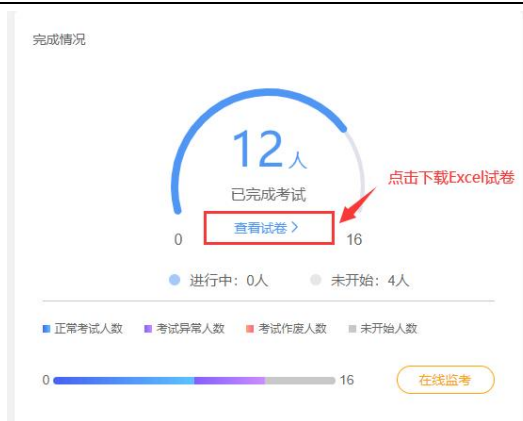 完成情况
12人
已完成考试
点击下载Excel试卷
查看试卷 >
0
16
进行中：0人 未开始：4人
正常考试人数 考试异常人数 考试作废人数 未开始人数
0 16 在线监考